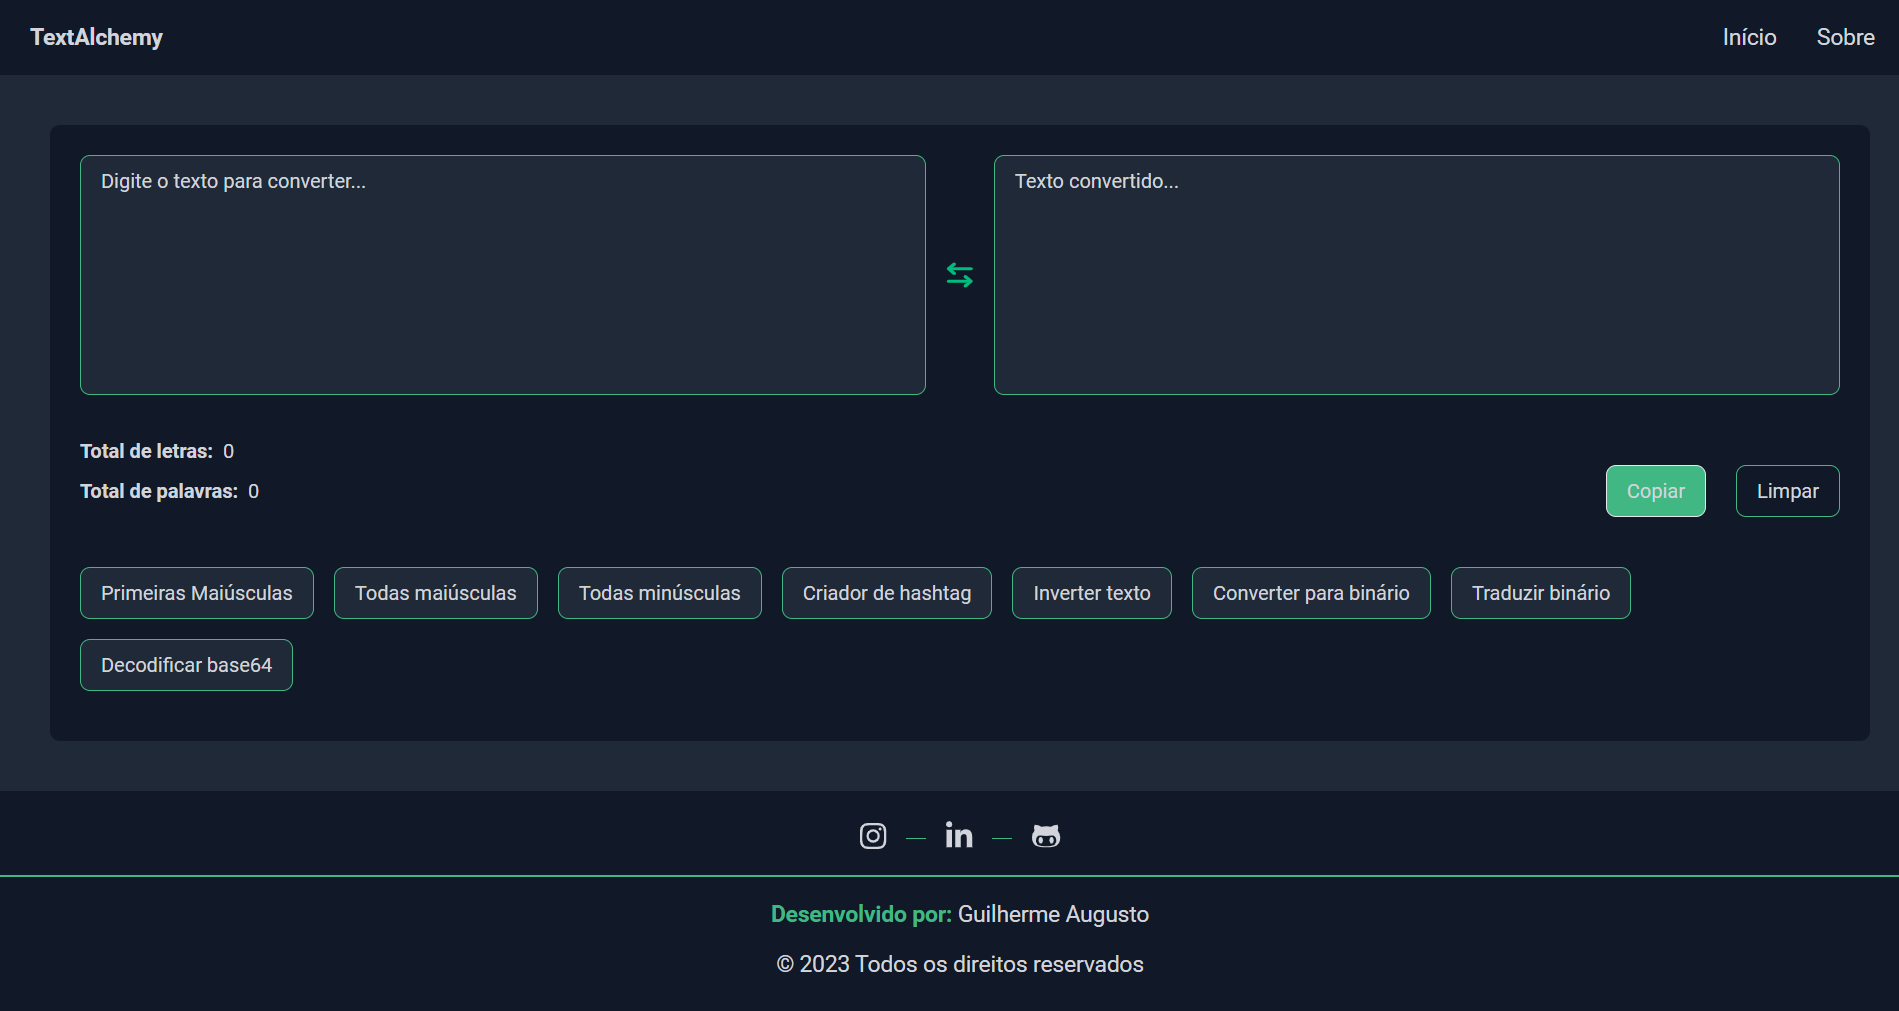 TextAlchemy
Início Sobre
Digite o texto para converter...
Texto convertido...
Total de letras: 0
Total de palavras: 0
Copiar Limpar
Primeiras Maiúsculas Todas maiúsculas Todas minúsculas Criador de hashtag Inverter texto Converter para binário Traduzir binário
Decodificar base64
in
Desenvolvido por: Guilherme Augusto
© 2023 Todos os direitos reservados